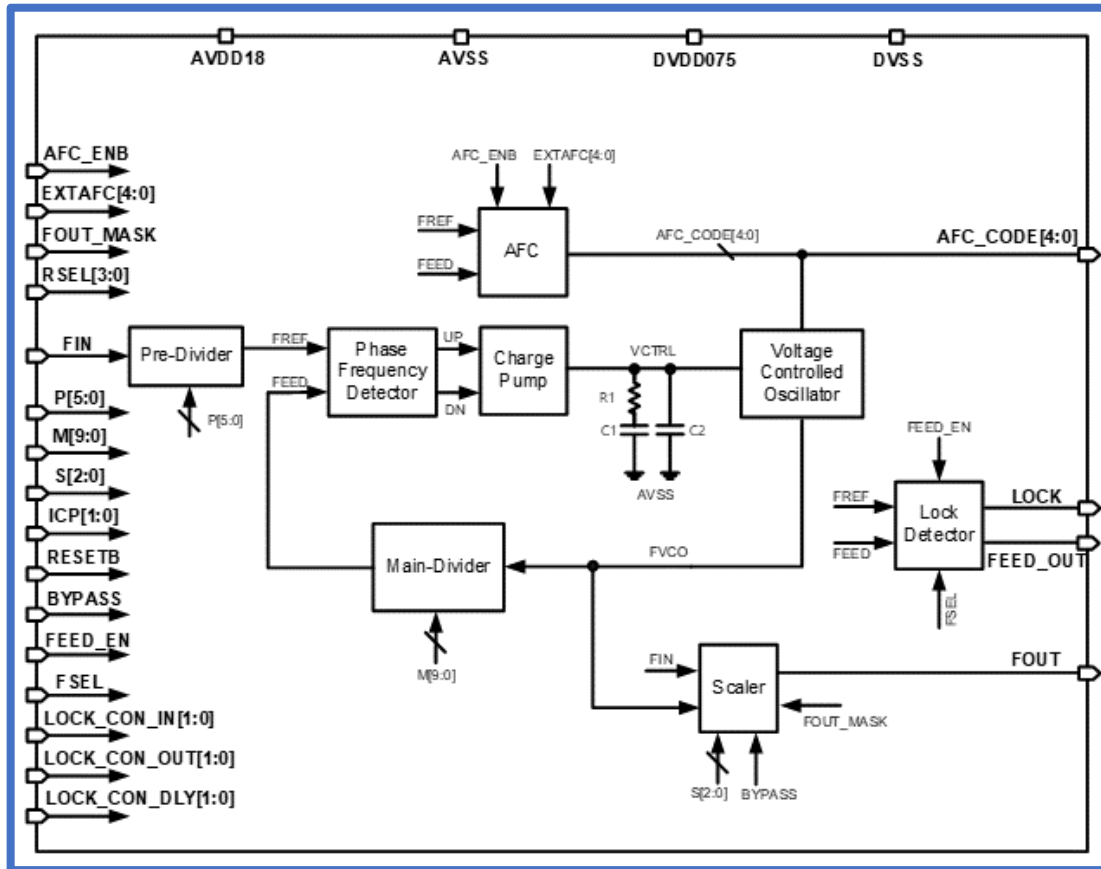 AVDD18
AVSS
DVDD075
DVSS
AFC_ENB
EXTAFC[4:0]
FOUT_MASK
RSEL[3:0]
FIN
P[5:0]
M[9:0]
S[2:0]
ICP[1:0]
RESETB
BYPASS
FEED_EN
FSEL
LOCK_CON_IN[1:0]
LOCK_CON_OUT[1:0]
LOCK_CON_DLY[1:0]
AFC_ENB
EXTAFC[4:0]
FREF
FEED
AFC
AFC_CODE[4:0]
AFC_CODE[4:0]
Pre-Divider
P[5:0]
FREF
FEED
Phase
Frequency
Detector
UP
DN
Charge
Pump
VCTRL
R1
C1
C2
AVSS
Voltage
Controlled
Oscillator
FEED_EN
FREF
FEED
Lock
Detector
FSEL
LOCK
FEED_OUT
Main-Divider
M[9:0]
FVCO
FIN
Scaler
FOUT
FOUT_MASK
S[2:0]
BYPASS